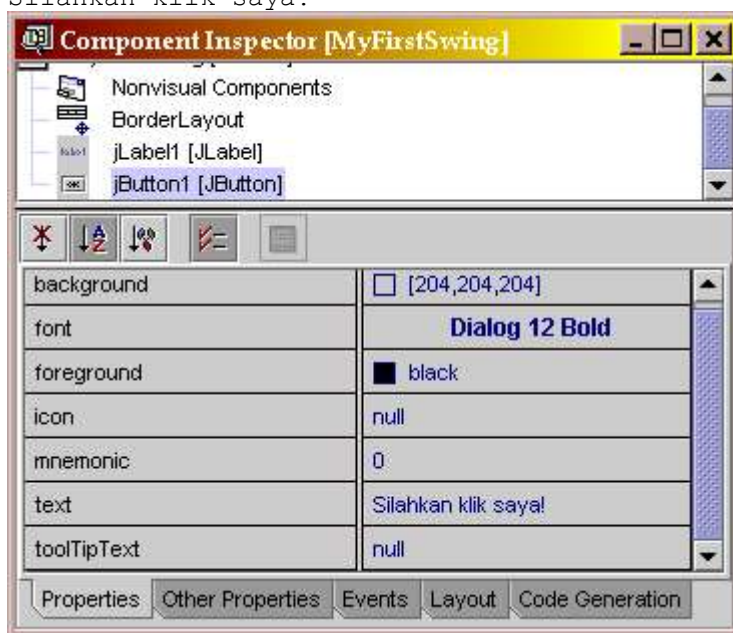 Silahkan klik saya!
Component Inspector [MyFirstSwing]
Nonvisual Components
BorderLayout
jLabel1 [JLabel]
jButton1 [JButton]
background [204,204,204]
font Dialog 12 Bold
foreground black
icon null
mnemonic 0
text Silahkan klik saya!
toolTipText null
Properties Other Properties Events Layout Code Generation